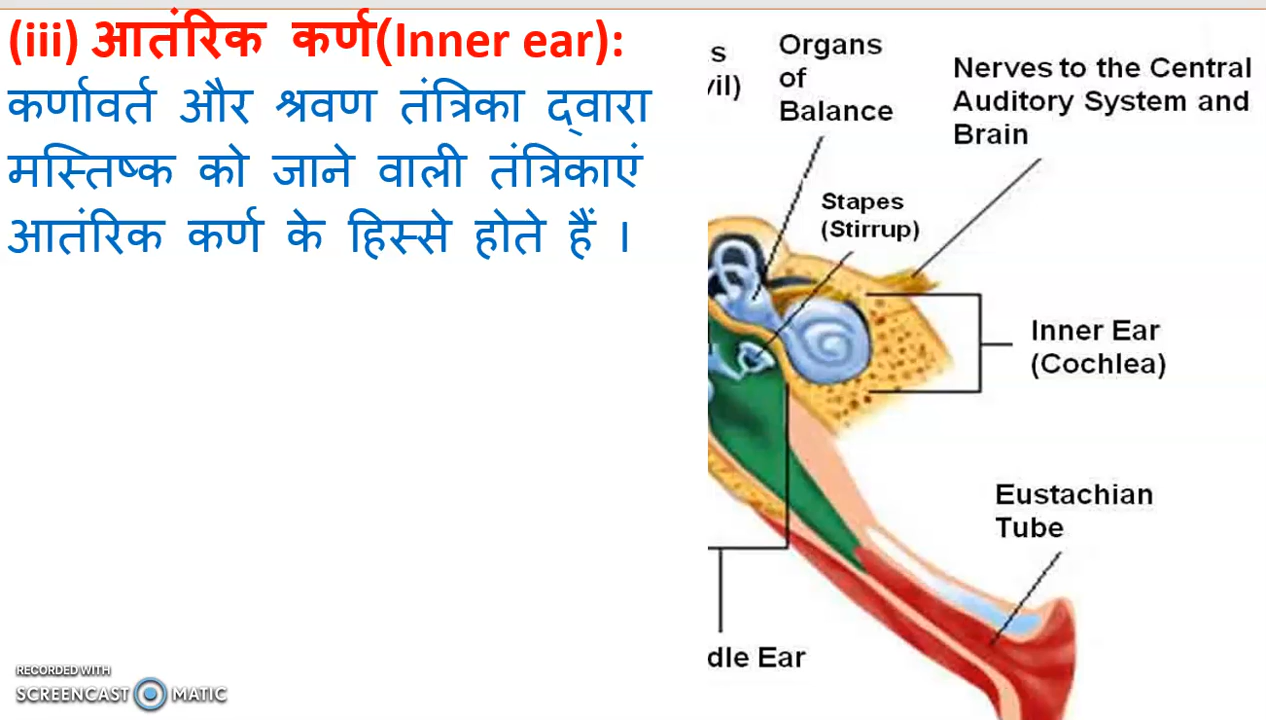 (iii) आतंरिक कर्ण(Inner ear):
कर्णावर्त और श्रवण तंत्रिका द्वारा
मस्तिष्क को जाने वाली तंत्रिकाएं
आतंरिक कर्ण के हिस्से होते हैं ।
s
vil)
Organs
of
Balance
Nerves to the Central
Auditory System and
Brain
Stapes
(Stirrup)
Inner Ear
(Cochlea)
Eustachian
Tube
dle Ear
RECORDED WITH
SCREENCAST MATIC